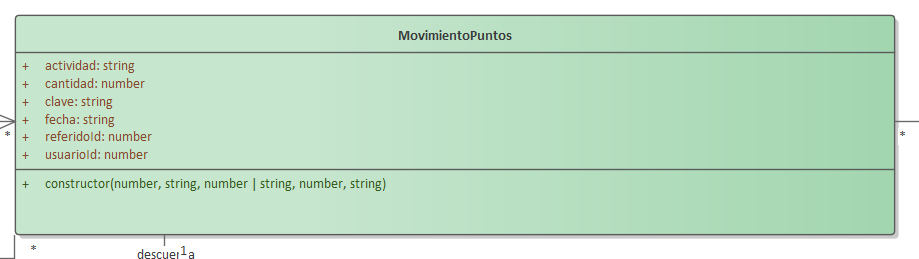 MovimientoPuntos
+ actividad: string
+ cantidad: number
+ clave: string
+ fecha: string
+ referidoId: number
+ usuarioId: number
* *
+ constructor(number, string, number | string, number, string)
*
1